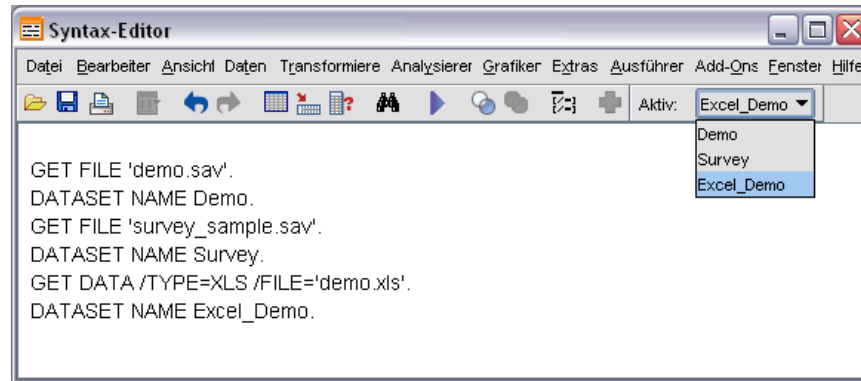 Syntax-Editor
Datei Bearbeiter Ansicht Daten Transformiere Analysierer Grafiker Extras Ausführer Add-Ons Fenster Hilfe
Aktiv: Excel_Demo
Demo
Survey
Excel_Demo
GET FILE 'demo.sav'.
DATASET NAME Demo.
GET FILE 'survey_sample.sav'.
DATASET NAME Survey.
GET DATA /TYPE=XLS /FILE='demo.xls'.
DATASET NAME Excel_Demo.